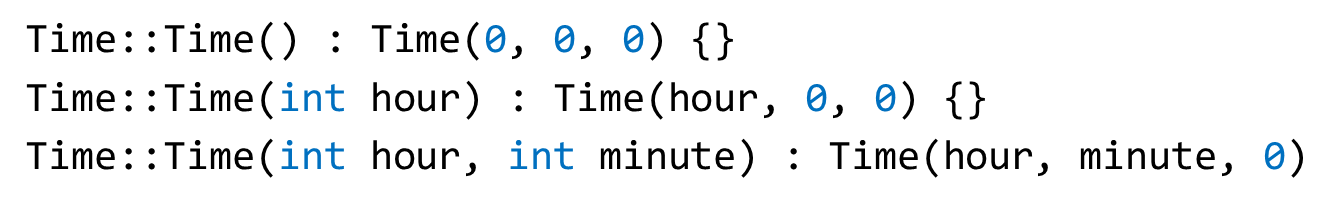 Time::Time() : Time(0, 0, 0) {}
Time::Time(int hour) : Time(hour, 0, 0) {}
Time::Time(int hour, int minute) : Time(hour, minute, 0)